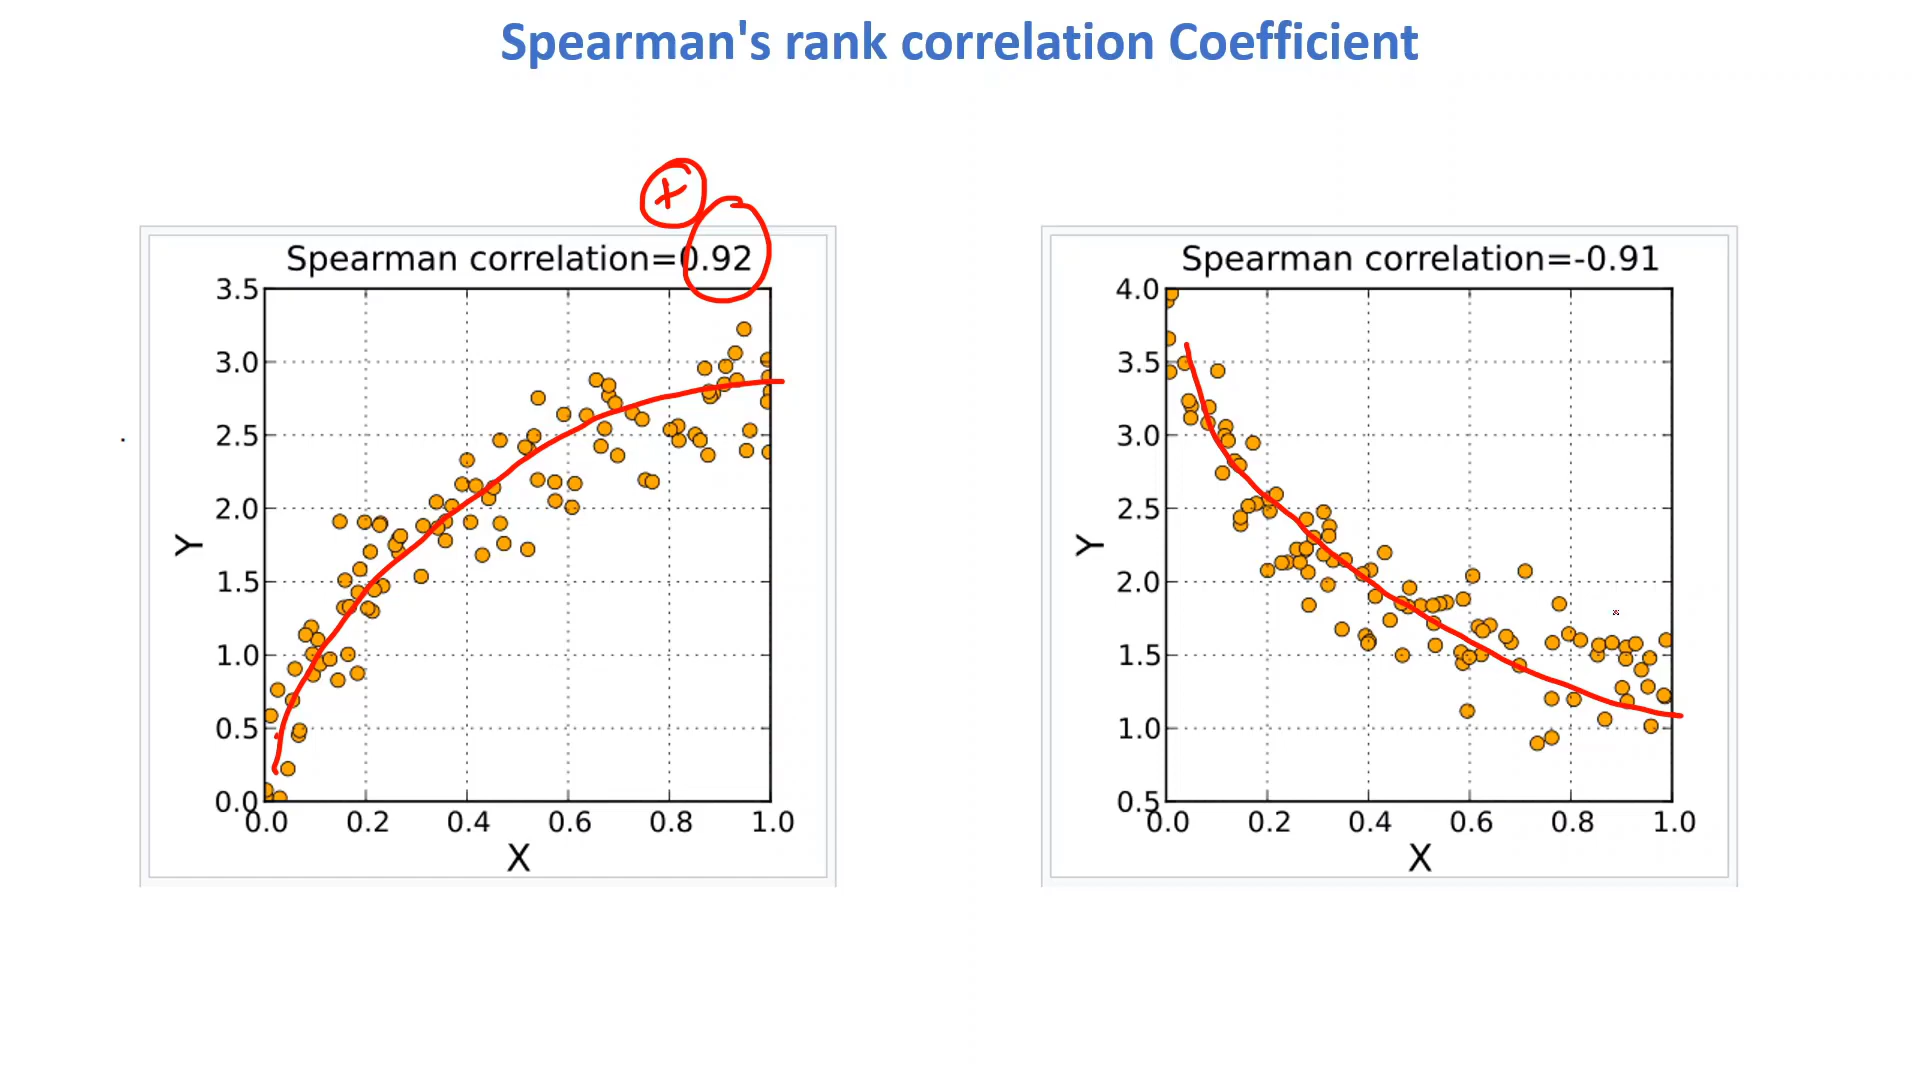 Spearman's rank correlation Coefficient
+
Spearman correlation=0.92
3.5
3.0
2.5
2.0
1.5
1.0
0.5
0.0
Y
0.0 0.2 0.4 0.6 0.8 1.0
X
Spearman correlation=-0.91
4.0
3.5
3.0
2.5
2.0
1.5
1.0
0.5
Y
0.0 0.2 0.4 0.6 0.8 1.0
X